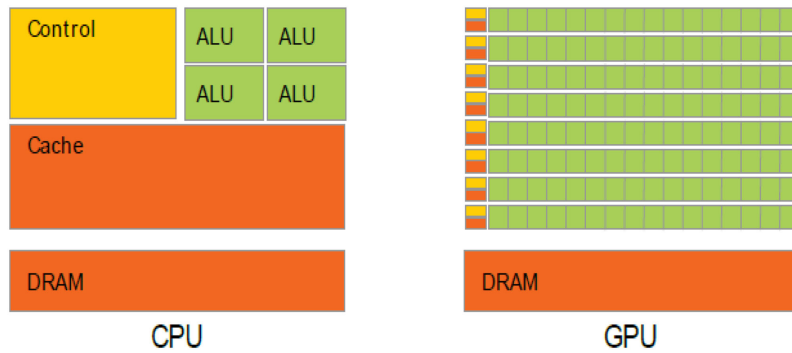 Control
ALU ALU
ALU ALU
Cache
DRAM
CPU
DRAM
GPU